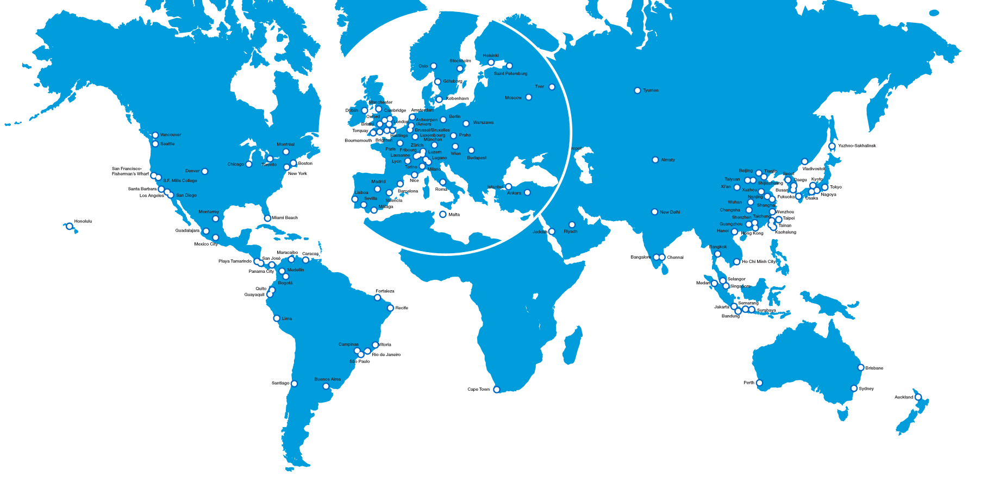 Vancouver
Seattle
San Francisco-
Fisherman's Wharf
S.F. Mills College
Santa Barbara
Los Angeles
San Diego
Denver
Chicago
Toronto
Montréal
Boston
New York
Miami Beach
Honolulu
Monterrey
Guadalajara
Mexico City
Playa Tamarindo
San José
Panama City
Maracaibo
Caracas
Medellín
Bogotá
Quito
Guayaquil
Lima
Fortaleza
Recife
Vitoria
Campinas
Rio de Janeiro
São Paulo
Santiago
Buenos Aires
Helsinki
Stockholm
Oslo
Saint Petersburg
Göteborg
Tver
Moscow
København
Manchester
Dublin
Cambridge
Oxford
London
Bristol
Torquay
Bournemouth
Brighton
Hastings
Amsterdam
Antwerpen
/Anvers
Brussel/Bruxelles
Luxembourg
Berlin
Warszawa
Praha
München
Wien
Budapest
Paris
Fribourg
Zürich
Luzern
Lausanne
Lugano
Lyon
Torino
Milano
Nice
Roma
Madrid
Barcelona
Lisboa
Sevilla
Valencia
Málaga
Malta
Istanbul
Ankara
ropol
Jeddah
Riyadh
Cape Town
Tyumen
Almaty
New Delhi
Bangalore
Chennai
Yuzhno-Sakhalinsk
Vladivostok
Beijing
Tianjin
Taiyuan
Shijiazhuang
Xi'an
Xuzhou
Nanjing
Wuhan
Shanghai
Changsha
Wenzhou
Shenzhen
Taichung
Taipei
Guangzhou
Tainan
Kaohsiung
Hanoi
Hong Kong
Seoul
Daegu
Busan
Fukuoka
Kyoto
Tokyo
Nagoya
Osaka
Bangkok
Ho Chi Minh City
Medan
Selangor
Singapore
Jakarta
Semarang
Bandung
Surabaya
Perth
Brisbane
Sydney
Auckland